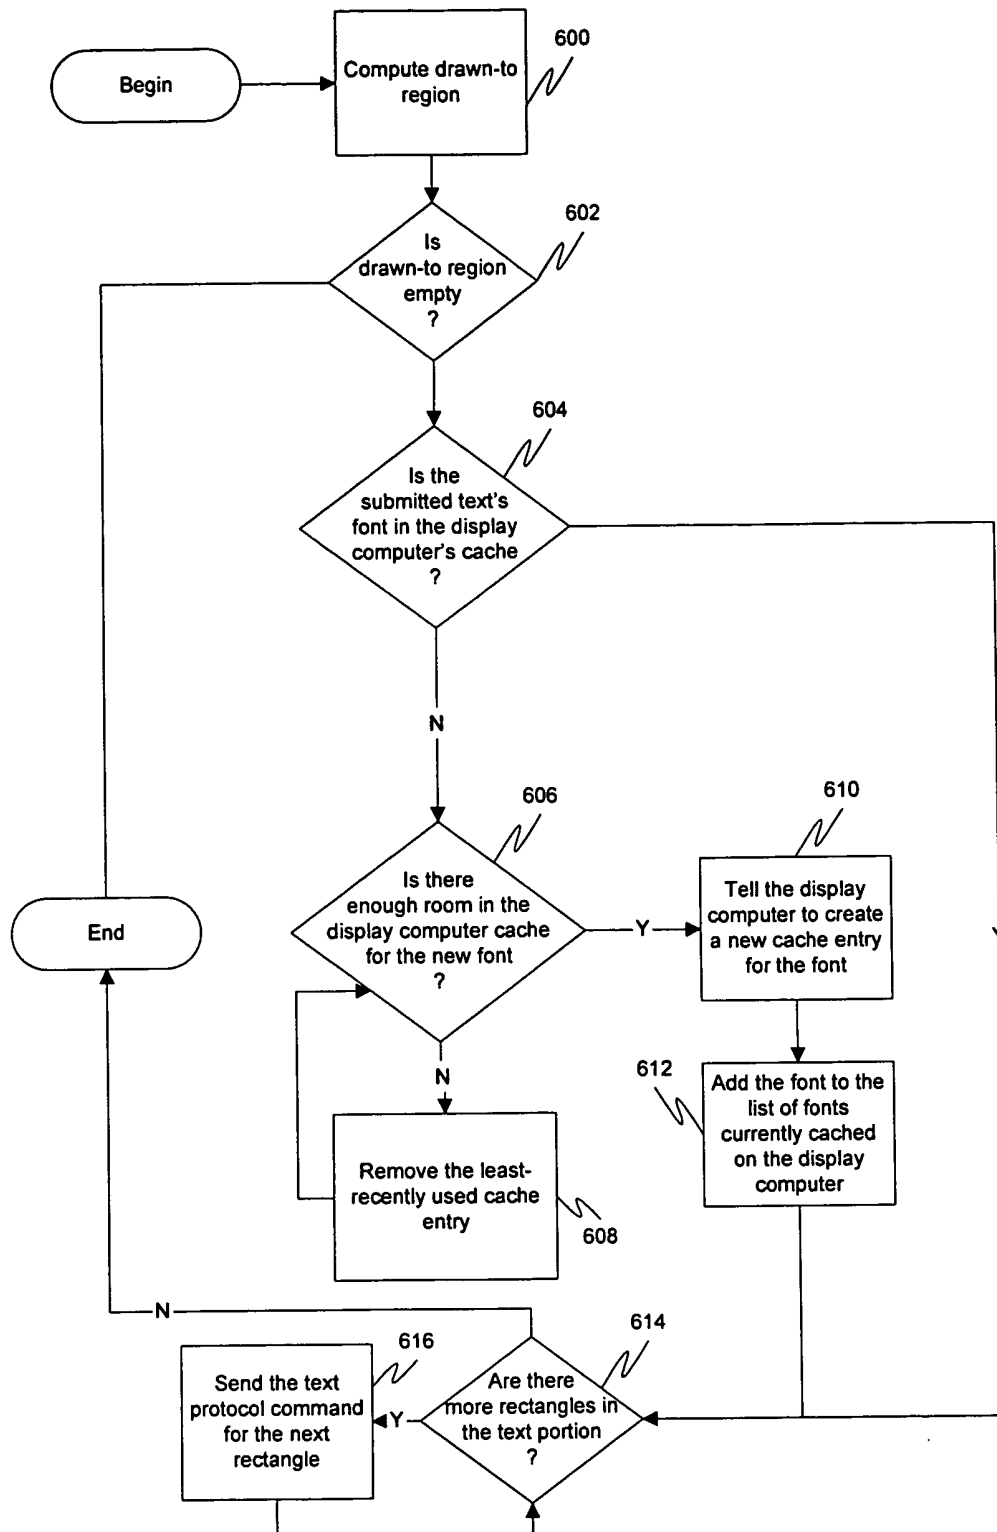 Begin
Compute drawn-to
region
600
Is
drawn-to region
empty
?
602
Is the
submitted text's
font in the display
computer's cache
?
604
N
Is there
enough room in the
display computer cache
for the new font
?
606
Y
Tell the display
computer to create
a new cache entry
for the font
610
Y
End
N
Remove the least-
recently used cache
entry
608
Add the font to the
list of fonts
currently cached
on the display
computer
612
N
Are there
more rectangles in
the text portion
?
614
Y
Send the text
protocol command
for the next
rectangle
616